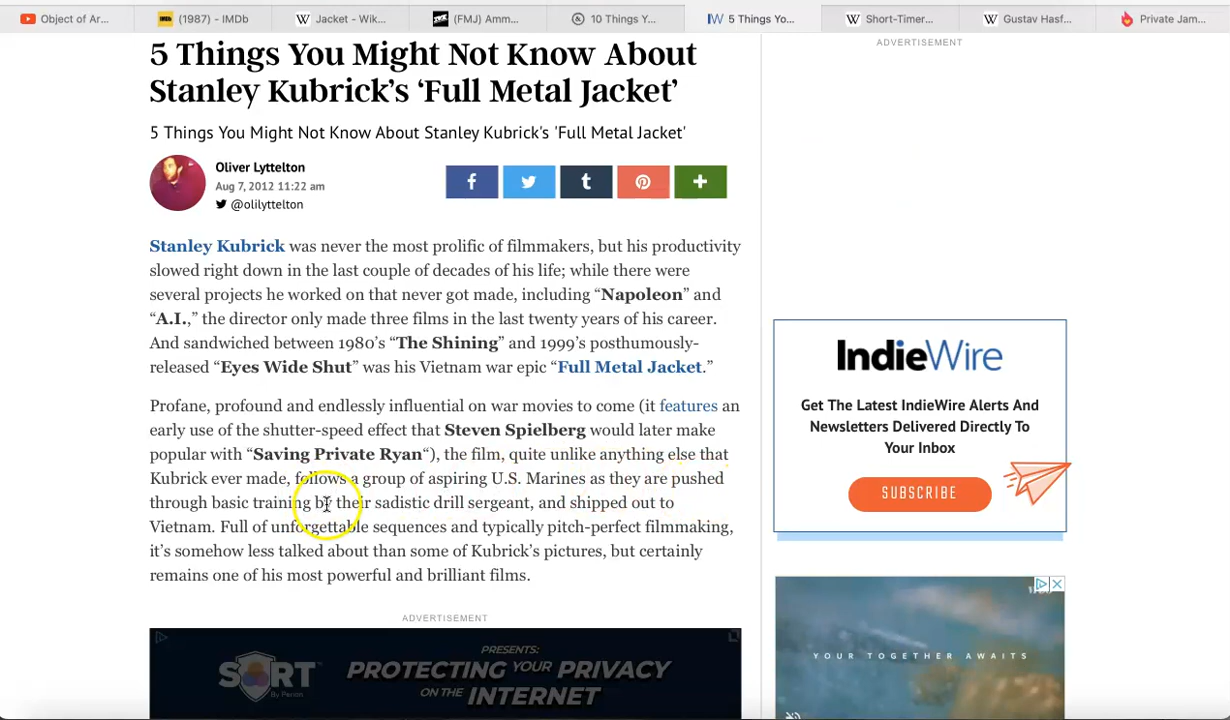 Object of Ar...
IMDb
(1987) - IMDb
W
Jacket - Wik...
(FMJ) Amm...
10 Things Y...
IW
5 Things Yo...
W
Short-Timer...
W
Gustav Hasf...
Private Jam...
5 Things You Might Not Know About
Stanley Kubrick's ‘Full Metal Jacket’
5 Things You Might Not Know About Stanley Kubrick's 'Full Metal Jacket'
Oliver Lyttelton
Aug 7, 2012 11:22 am
@olilyttelton
f
t
+
Stanley Kubrick was never the most prolific of filmmakers, but his productivity
slowed right down in the last couple of decades of his life; while there were
several projects he worked on that never got made, including “Napoleon” and
“A.I.,” the director only made three films in the last twenty years of his career.
And sandwiched between 1980’s “The Shining” and 1999’s posthumously-
released “Eyes Wide Shut” was his Vietnam war epic “Full Metal Jacket.”
Profane, profound and endlessly influential on war movies to come (it features an
early use of the shutter-speed effect that Steven Spielberg would later make
popular with “Saving Private Ryan“), the film, quite unlike anything else that
Kubrick ever made, follows a group of aspiring U.S. Marines as they are pushed
through basic training by their sadistic drill sergeant, and shipped out to
Vietnam. Full of unforgettable sequences and typically pitch-perfect filmmaking,
it’s somehow less talked about than some of Kubrick’s pictures, but certainly
remains one of his most powerful and brilliant films.
ADVERTISEMENT
SORT
By Perion
PRESENTS:
PROTECTING YOUR PRIVACY
ON THE INTERNET
ADVERTISEMENT
IndieWire
Get The Latest IndieWire Alerts And
Newsletters Delivered Directly To
Your Inbox
SUBSCRIBE
YOUR TOGETHER AWAITS